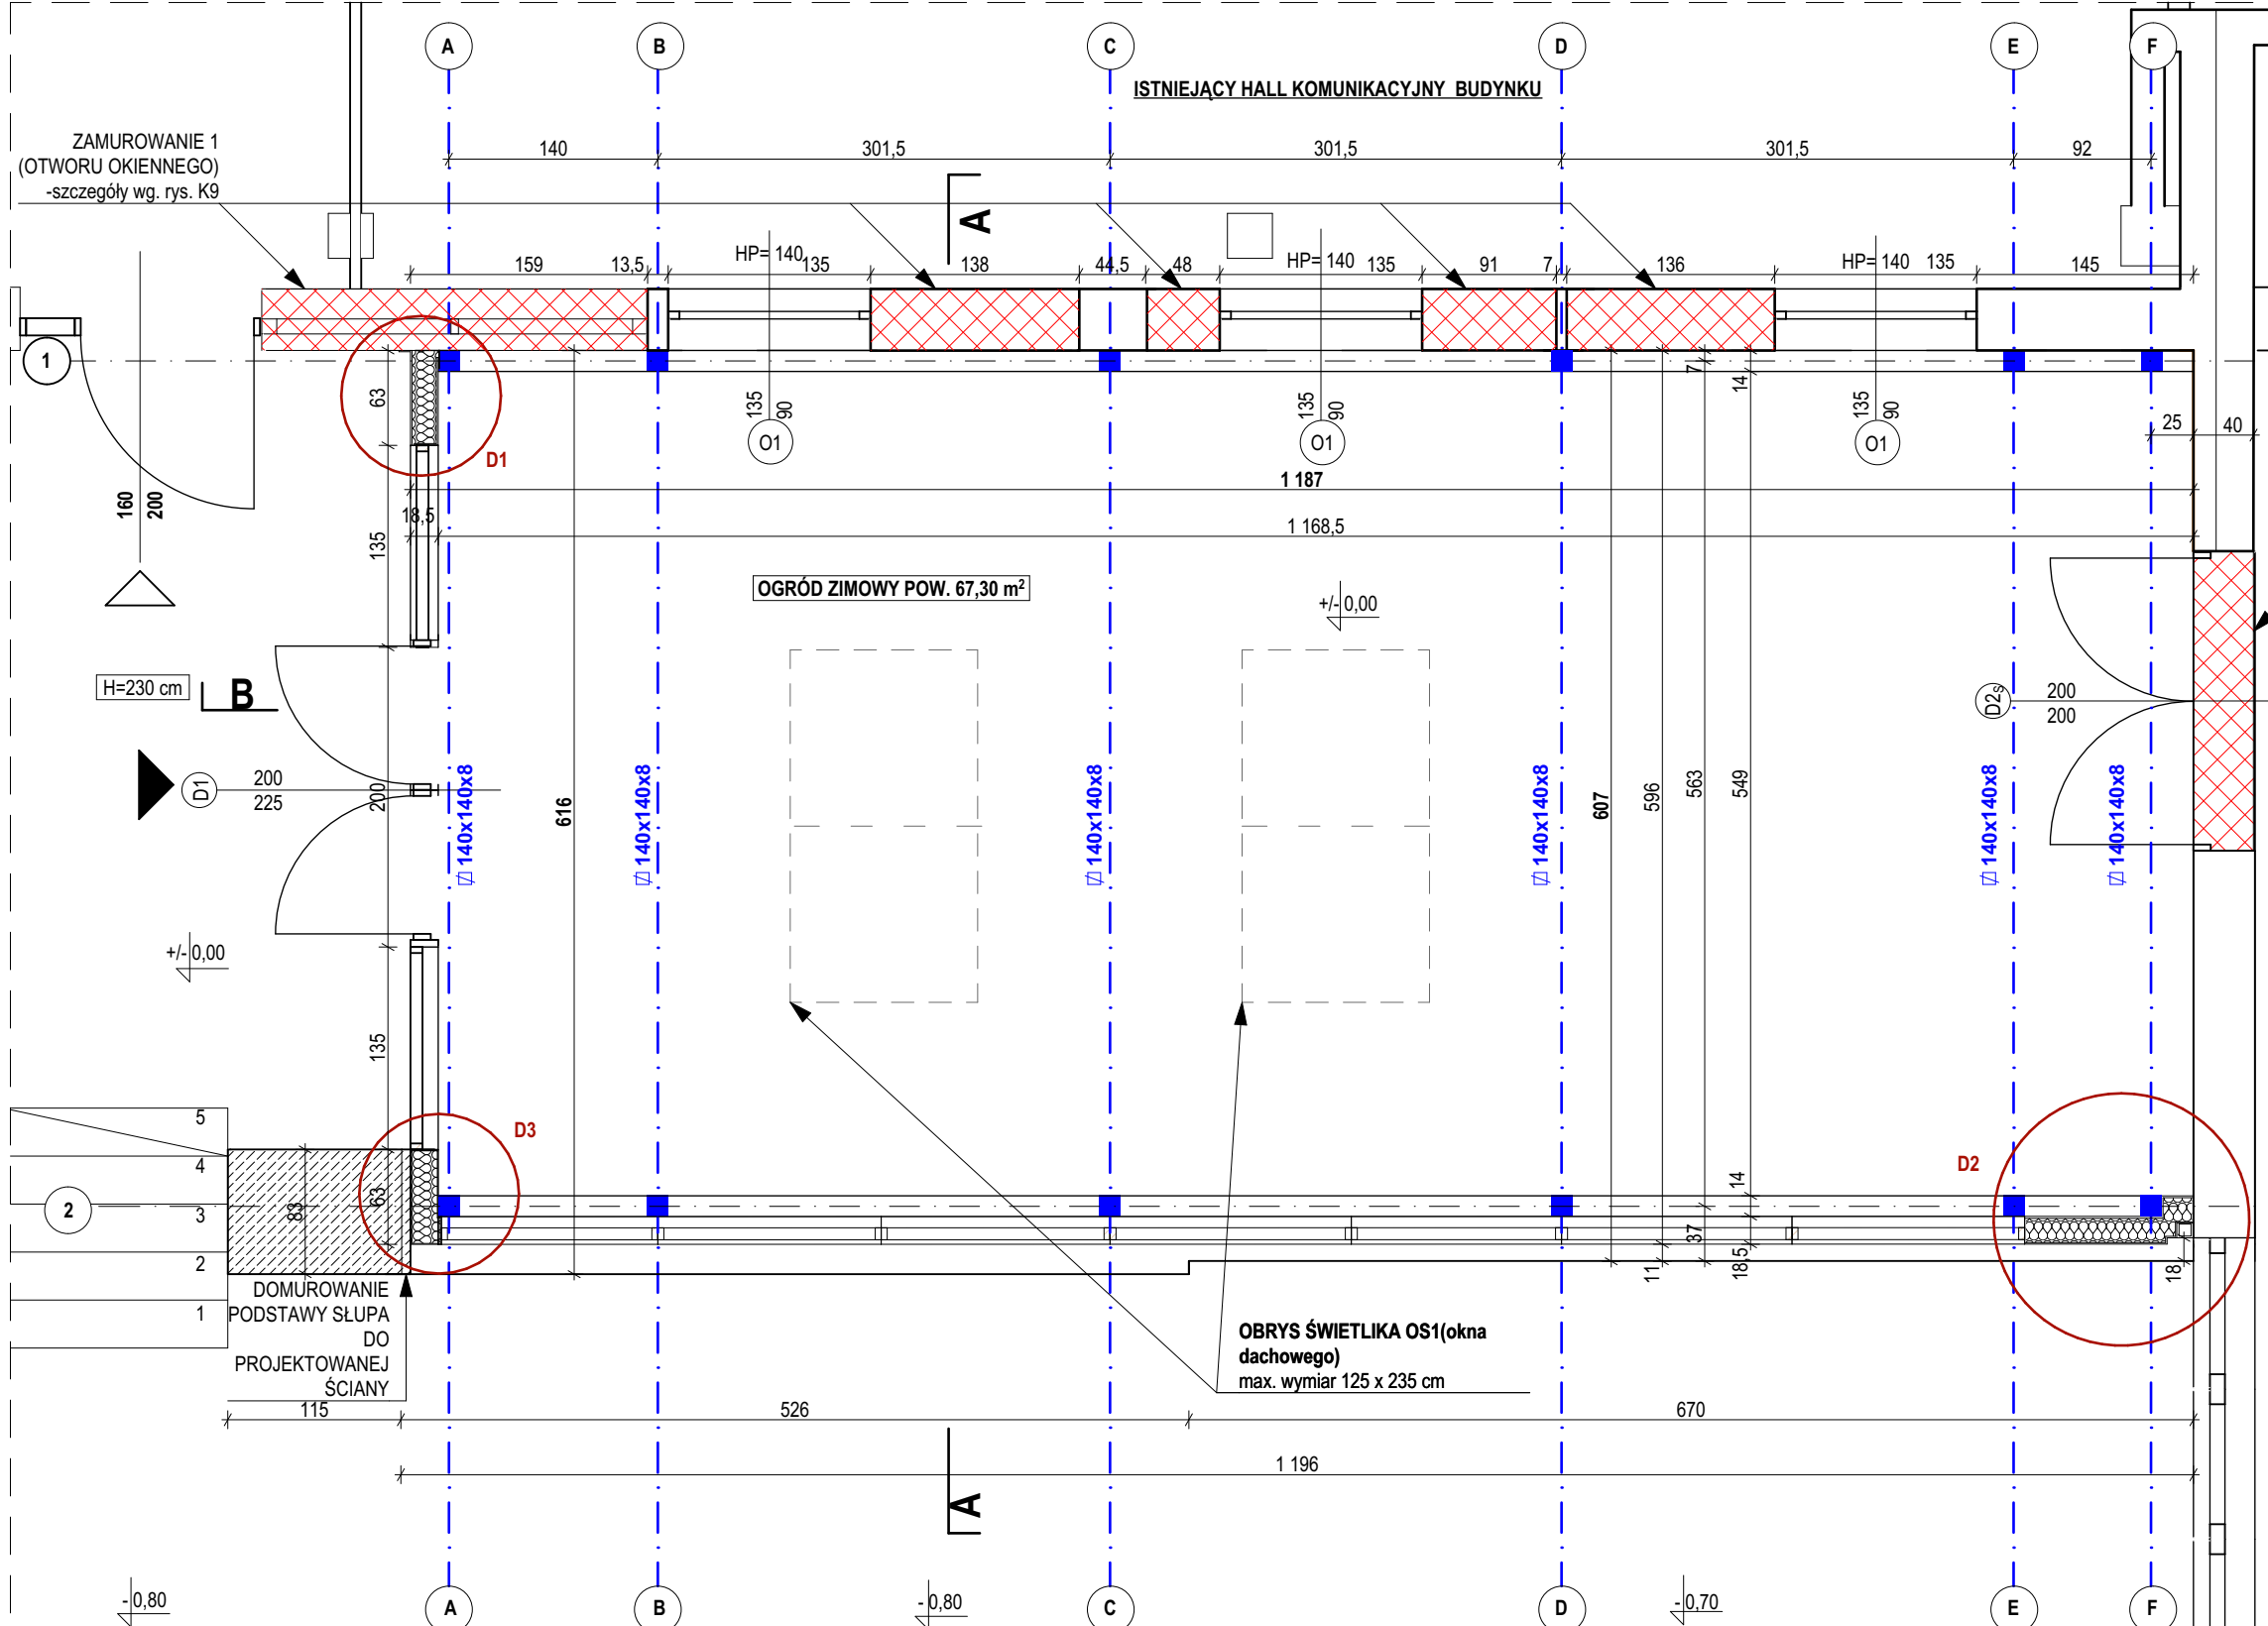 A B C D E F
ISTNIEJĄCY HALL KOMUNIKACYJNY BUDYNKU
ZAMUROWANIE 1
(OTWORU OKIENNEGO)
-szczegóły wg. rys. K9
140 301,5 301,5 301,5 92
A
159 13,5 HP= 140 135 138 44,5 48 HP= 140 135 91 7 136 HP= 140 135 145
1
63
7
14
135
90
135
90
135
90
O1 O1 O1
25 40
D1
1 187
160
200
18,5
1 168,5
135
OGRÓD ZIMOWY POW. 67,30 m²
+/- 0,00
H=230 cm
B
D2s
200
200
D1
200
225
200
616
607
596
563
549
140x140x8
140x140x8
140x140x8
140x140x8
140x140x8
140x140x8
+/- 0,00
135
5
4
3
2
1
D3
D2
2
83
63
14
37
11
18,5
18
DOMUROWANIE
PODSTAWY SŁUPA
DO
PROJEKTOWANEJ
ŚCIANY
OBRYS ŚWIETLIKA OS1(okna
dachowego)
max. wymiar 125 x 235 cm
115 526 670
1 196
A
- 0,80 - 0,80 - 0,70
A B C D E F